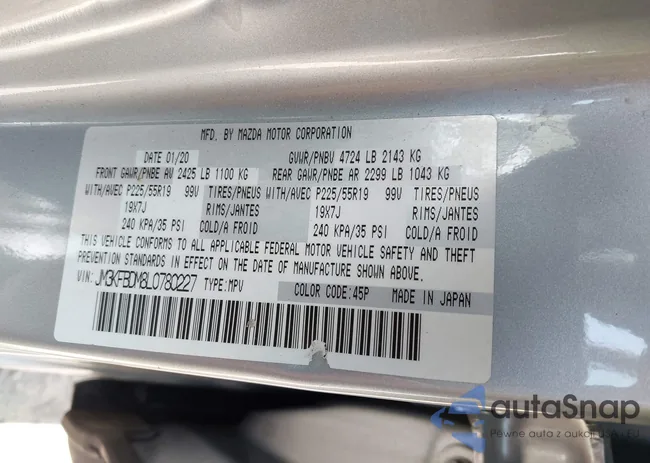 MFD. BY MAZDA MOTOR CORPORATION
DATE 01/20 GVWR/PNBV 4724 LB 2143 KG
FRONT GAWR/PNBE AV 2425 LB 1100 KG REAR GAWR/PNBE AR 2299 LB 1043 KG
WITH/AVEC P225/55R19 99V TIRES/PNEUS WITH/AVEC P225/55R19 99V TIRES/PNEUS
19X7J RIMS/JANTES 19X7J RIMS/JANTES
240 KPA/35 PSI COLD/A FROID 240 KPA/35 PSI COLD/A FROID
THIS VEHICLE CONFORMS TO ALL APPLICABLE FEDERAL MOTOR VEHICLE SAFETY AND THEFT
PREVENTION STANDARDS IN EFFECT ON THE DATE OF MANUFACTURE SHOWN ABOVE.
VIN: JM3KFBDM8L0780227 TYPE:MPV COLOR CODE:45P MADE IN JAPAN
autaSnap
Pewne auta z aukcji